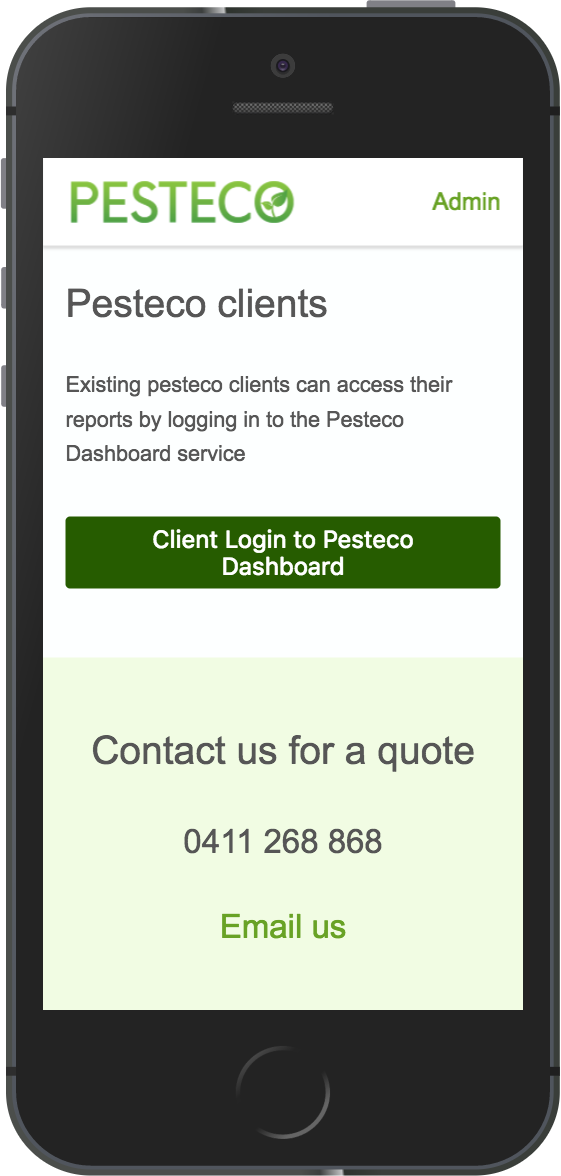 PESTECO
Admin
Pesteco clients
Existing pesteco clients can access their
reports by logging in to the Pesteco
Dashboard service
Client Login to Pesteco
Dashboard
Contact us for a quote
0411 268 868
Email us